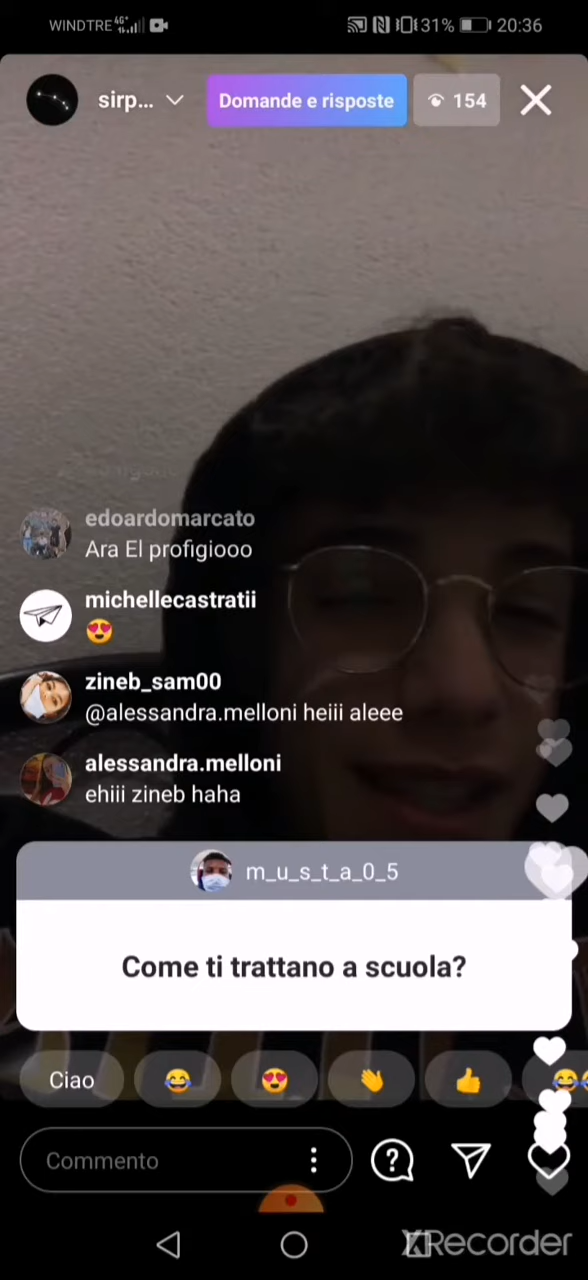 WINDTRE 4G 31% 20:36
sirp... Domande e risposte 154
edoardomarcato
Ara El profigiooo
michellecastratii
zineb_sam00
@alessandra.melloni heiii aleee
alessandra.melloni
ehiii zineb haha
m_u_s_t_a_0_5
Come ti trattano a scuola?
Ciao
Commento
XRecorder